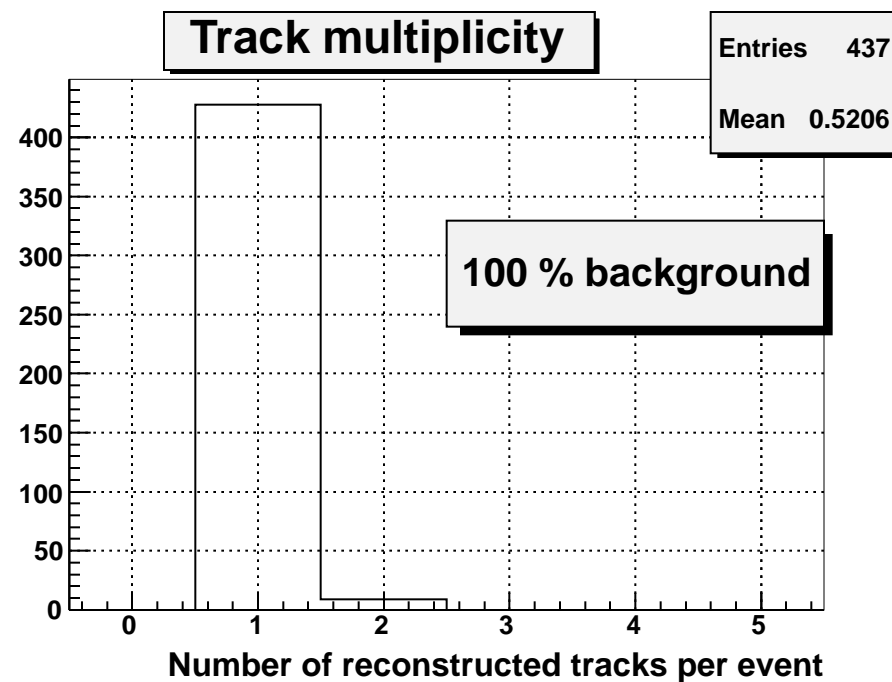 Track multiplicity
Entries 437
Mean 0.5206
100 % background
400
350
300
250
200
150
100
50
0
0 1 2 3 4 5
Number of reconstructed tracks per event